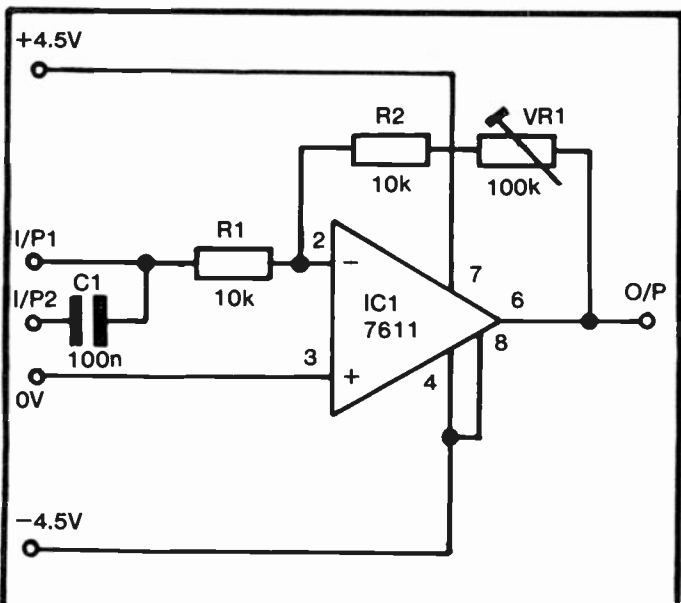 +4.5V
R2
VR1
10k
100k
I/P1
R1
2
−
7
C1
I/P2
10k
IC1
7611
6
O/P
100n
3
+
4
8
0V
−4.5V